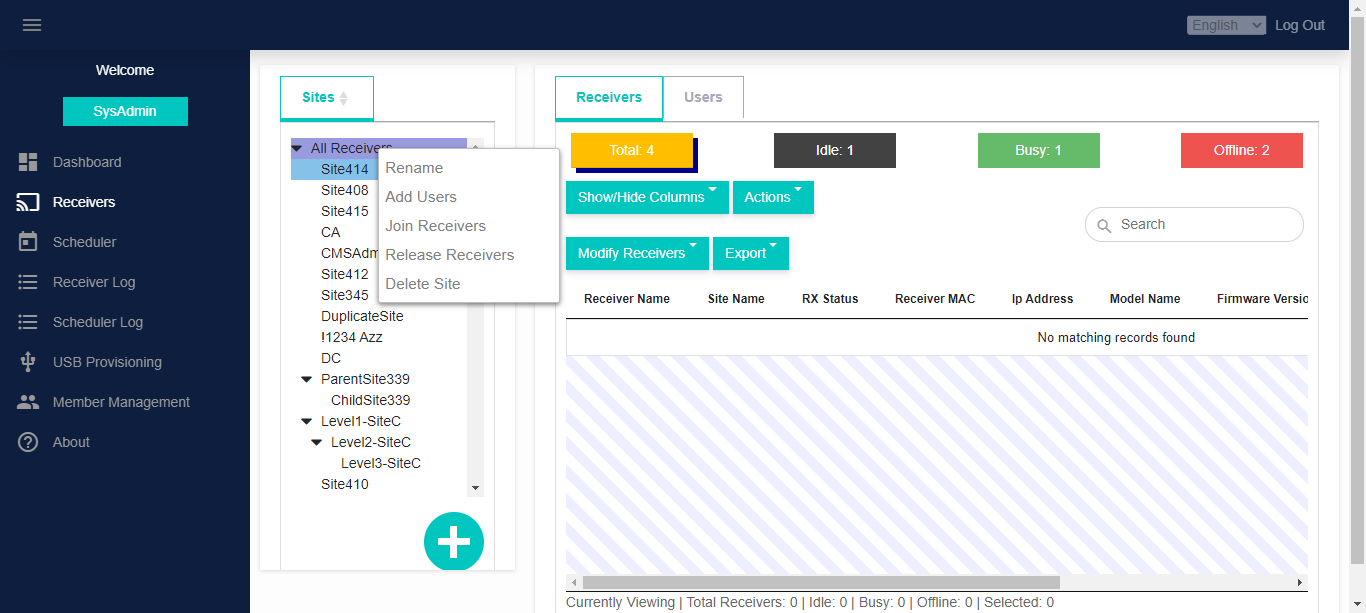 English Log Out
Welcome
SysAdmin
Dashboard
Receivers
Scheduler
Receiver Log
Scheduler Log
USB Provisioning
Member Management
About
Sites
All Receivers
Site414
Site408
Site415
CA
CMSAdm
Site412
Site345
DuplicateSite
!1234 Azz
DC
ParentSite339
ChildSite339
Level1-SiteC
Level2-SiteC
Level3-SiteC
Site410
Rename
Add Users
Join Receivers
Release Receivers
Delete Site
Receivers Users
Total: 4 Idle: 1 Busy: 1 Offline: 2
Show/Hide Columns Actions
Search
Modify Receivers Export
Receiver Name Site Name RX Status Receiver MAC Ip Address Model Name Firmware Versio
No matching records found
Currently Viewing | Total Receivers: 0 | Idle: 0 | Busy: 0 | Offline: 0 | Selected: 0